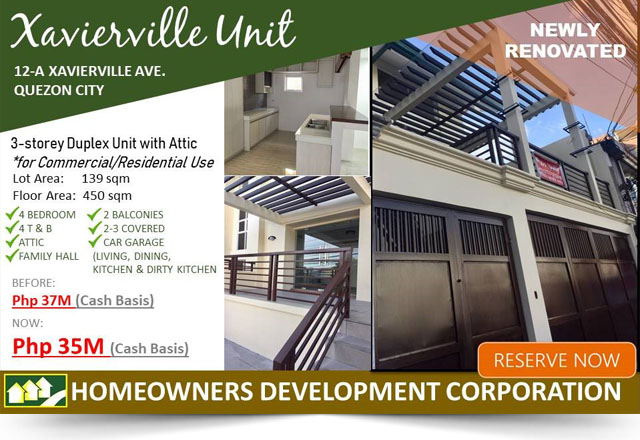 Xavierville Unit
12-A XAVIERVILLE AVE.
QUEZON CITY
NEWLY
RENOVATED
3-storey Duplex Unit with Attic
*for Commercial/Residential Use
Lot Area: 139 sqm
Floor Area: 450 sqm
4 BEDROOM
4 T & B
ATTIC
FAMILY HALL
2 BALCONIES
2-3 COVERED
CAR GARAGE
(LIVING, DINING,
KITCHEN & DIRTY KITCHEN
BEFORE:
Php 37M (Cash Basis)
NOW:
Php 35M (Cash Basis)
RESERVE NOW
HOMEOWNERS DEVELOPMENT CORPORATION